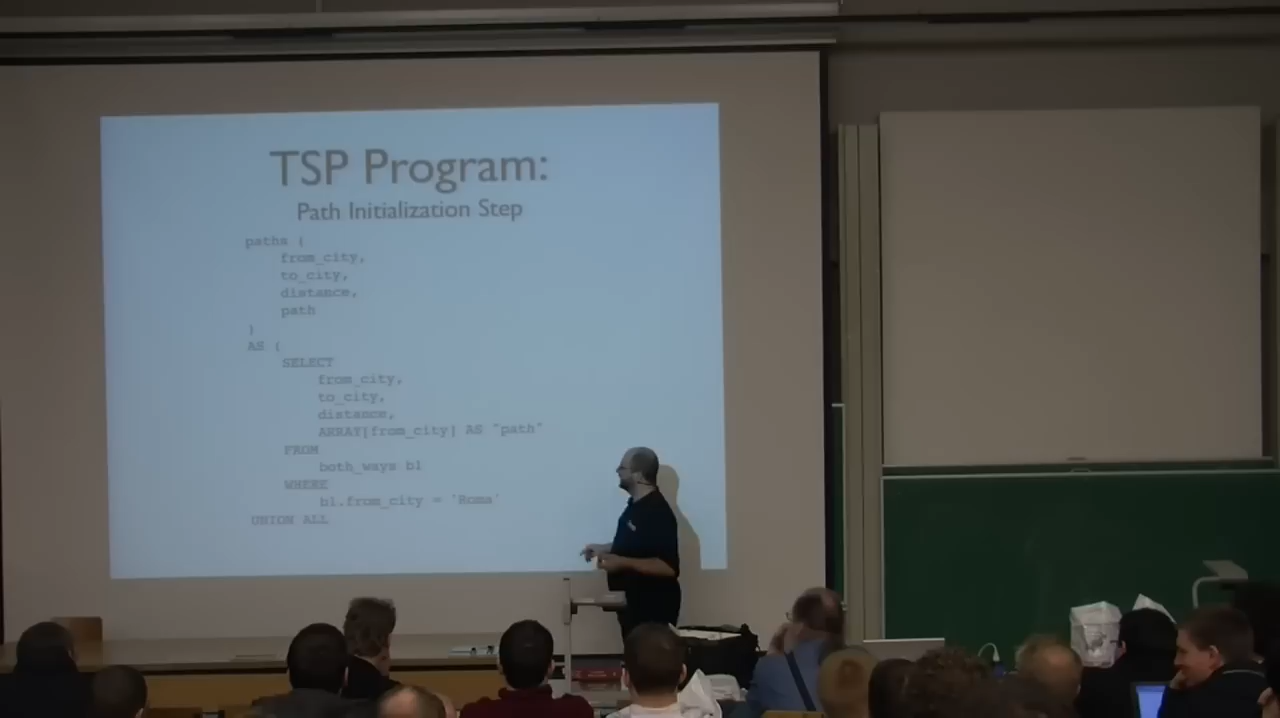 TSP Program:
Path Initialization Step
paths (
from_city,
to_city,
distance,
path
)
AS (
SELECT
from_city,
to_city,
distance,
ARRAY[from_city] AS "path"
FROM
both_ways b1
WHERE
b1.from_city = 'Roma'
UNION ALL